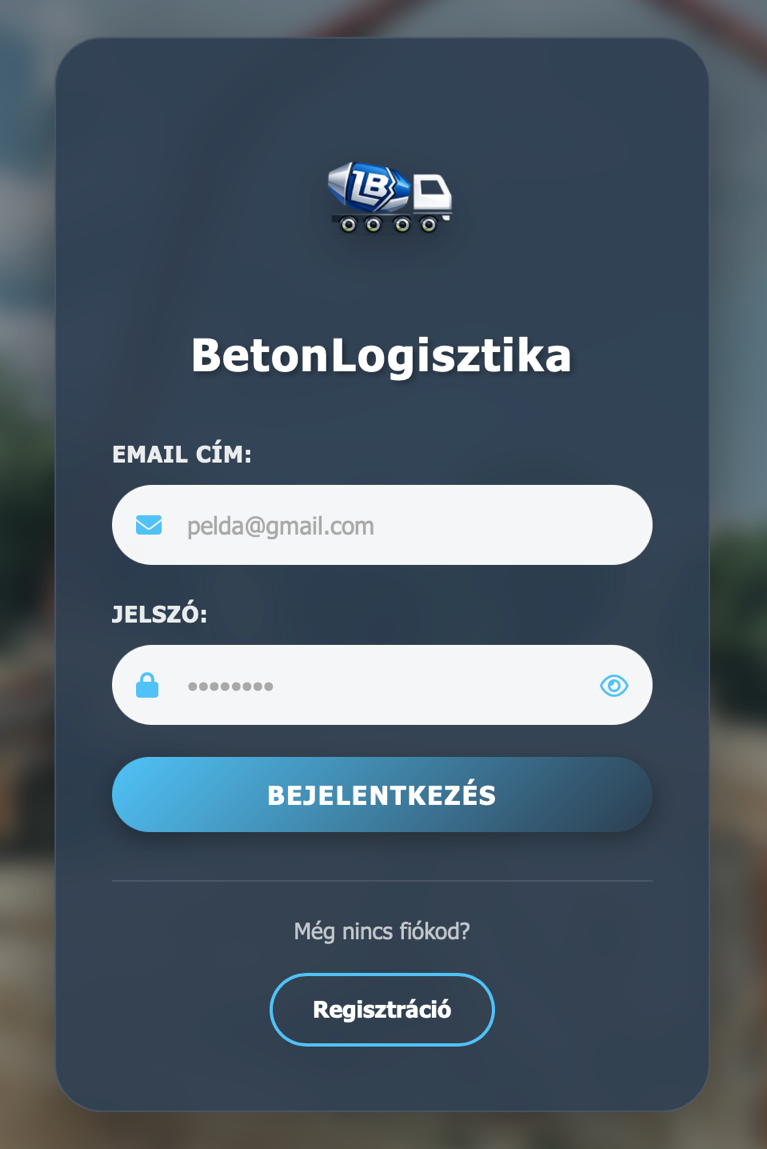 LB
BetonLogisztika
EMAIL CÍM:
pelda@gmail.com
JELSZÓ:
••••••••
BEJELENTKEZÉS
Még nincs fiókod?
Regisztráció